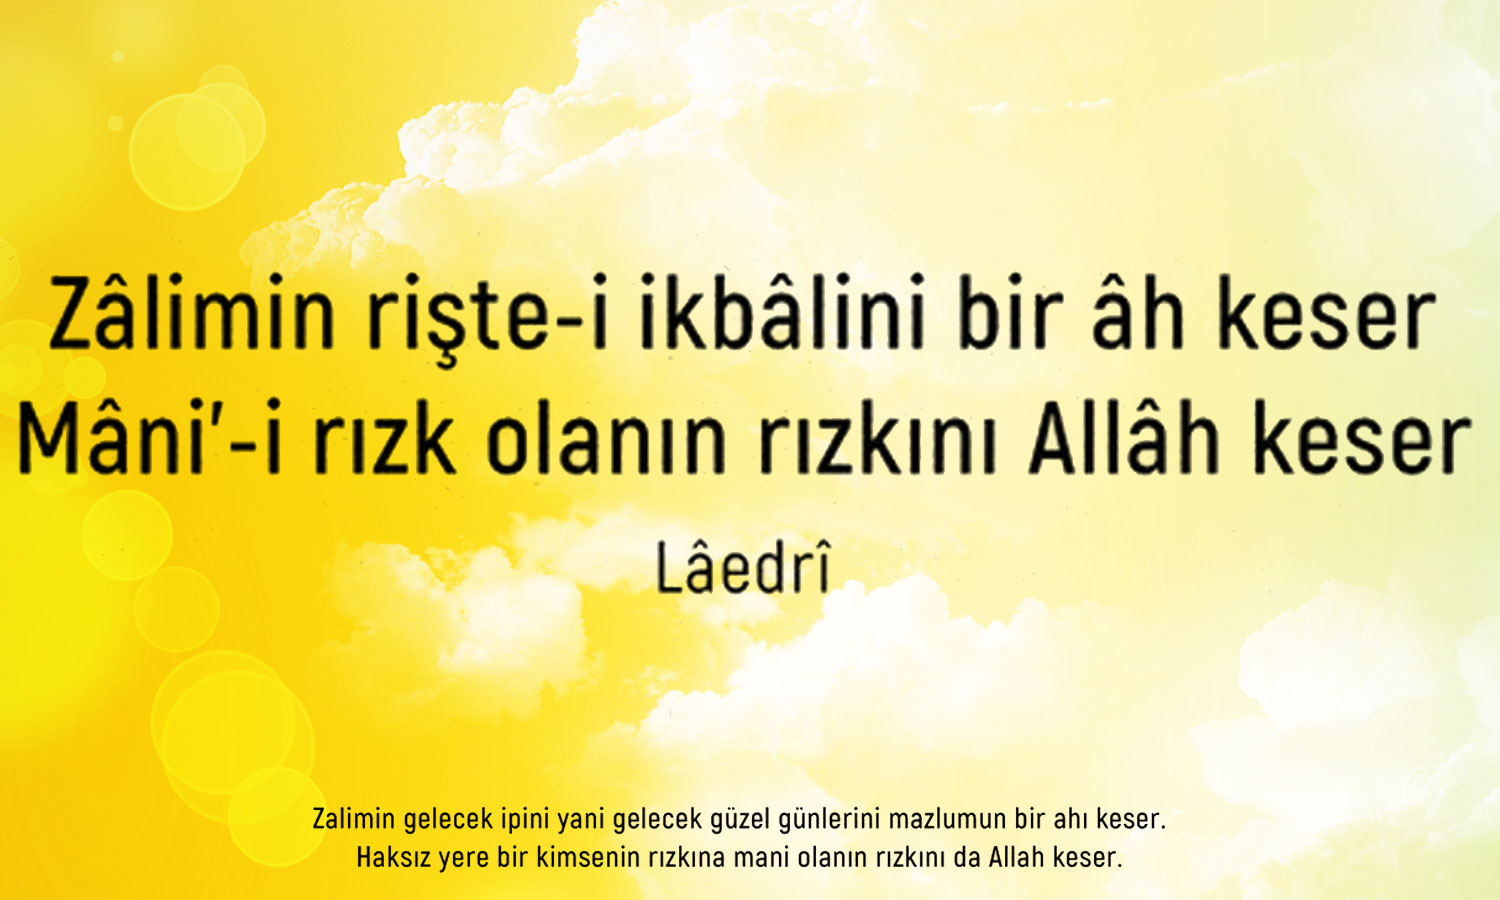 Zâlimin rişte-i ikbâlini bir âh keser
Mâni'-i rızk olanın rızkını Allâh keser
Lâedrî
Zalimin gelecek ipini yani gelecek güzel günlerini mazlumun bir ahı keser.
Haksız yere bir kimsenin rızkına mani olanın rızkını da Allah keser.